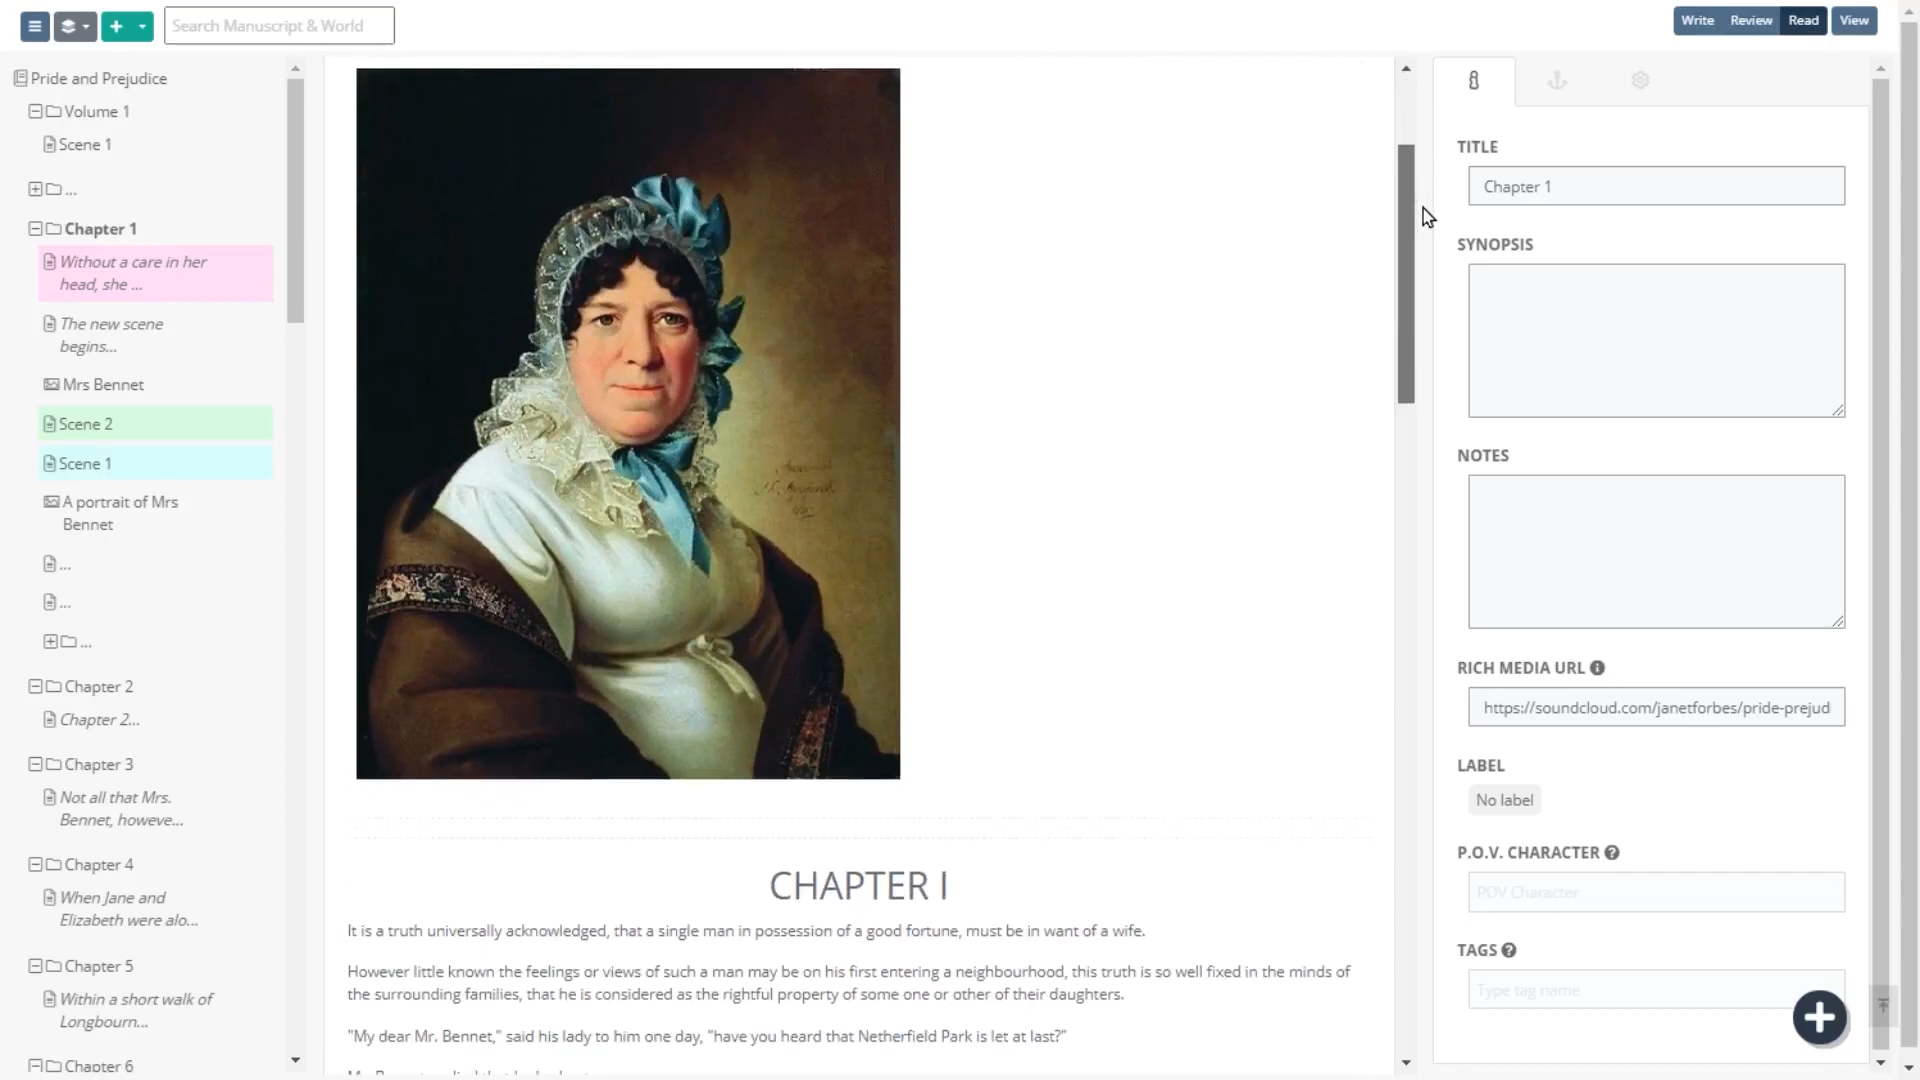 Search Manuscript & World
Write Review Read View
Pride and Prejudice
Volume 1
Scene 1
...
Chapter 1
Without a care in her
head, she ...
The new scene
begins...
Mrs Bennet
Scene 2
Scene 1
A portrait of Mrs
Bennet
...
...
...
Chapter 2
Chapter 2...
Chapter 3
Not all that Mrs.
Bennet, howeve...
Chapter 4
When Jane and
Elizabeth were alo...
Chapter 5
Within a short walk of
Longbourn...
Chapter 6
CHAPTER I
It is a truth universally acknowledged, that a single man in possession of a good fortune, must be in want of a wife.
However little known the feelings or views of such a man may be on his first entering a neighbourhood, this truth is so well fixed in the minds of
the surrounding families, that he is considered as the rightful property of some one or other of their daughters.
"My dear Mr. Bennet," said his lady to him one day, "have you heard that Netherfield Park is let at last?"
TITLE
Chapter 1
SYNOPSIS
NOTES
RICH MEDIA URL
https://soundcloud.com/janetforbes/pride-prejud
LABEL
No label
P.O.V. CHARACTER
POV Character
TAGS
Type tag name